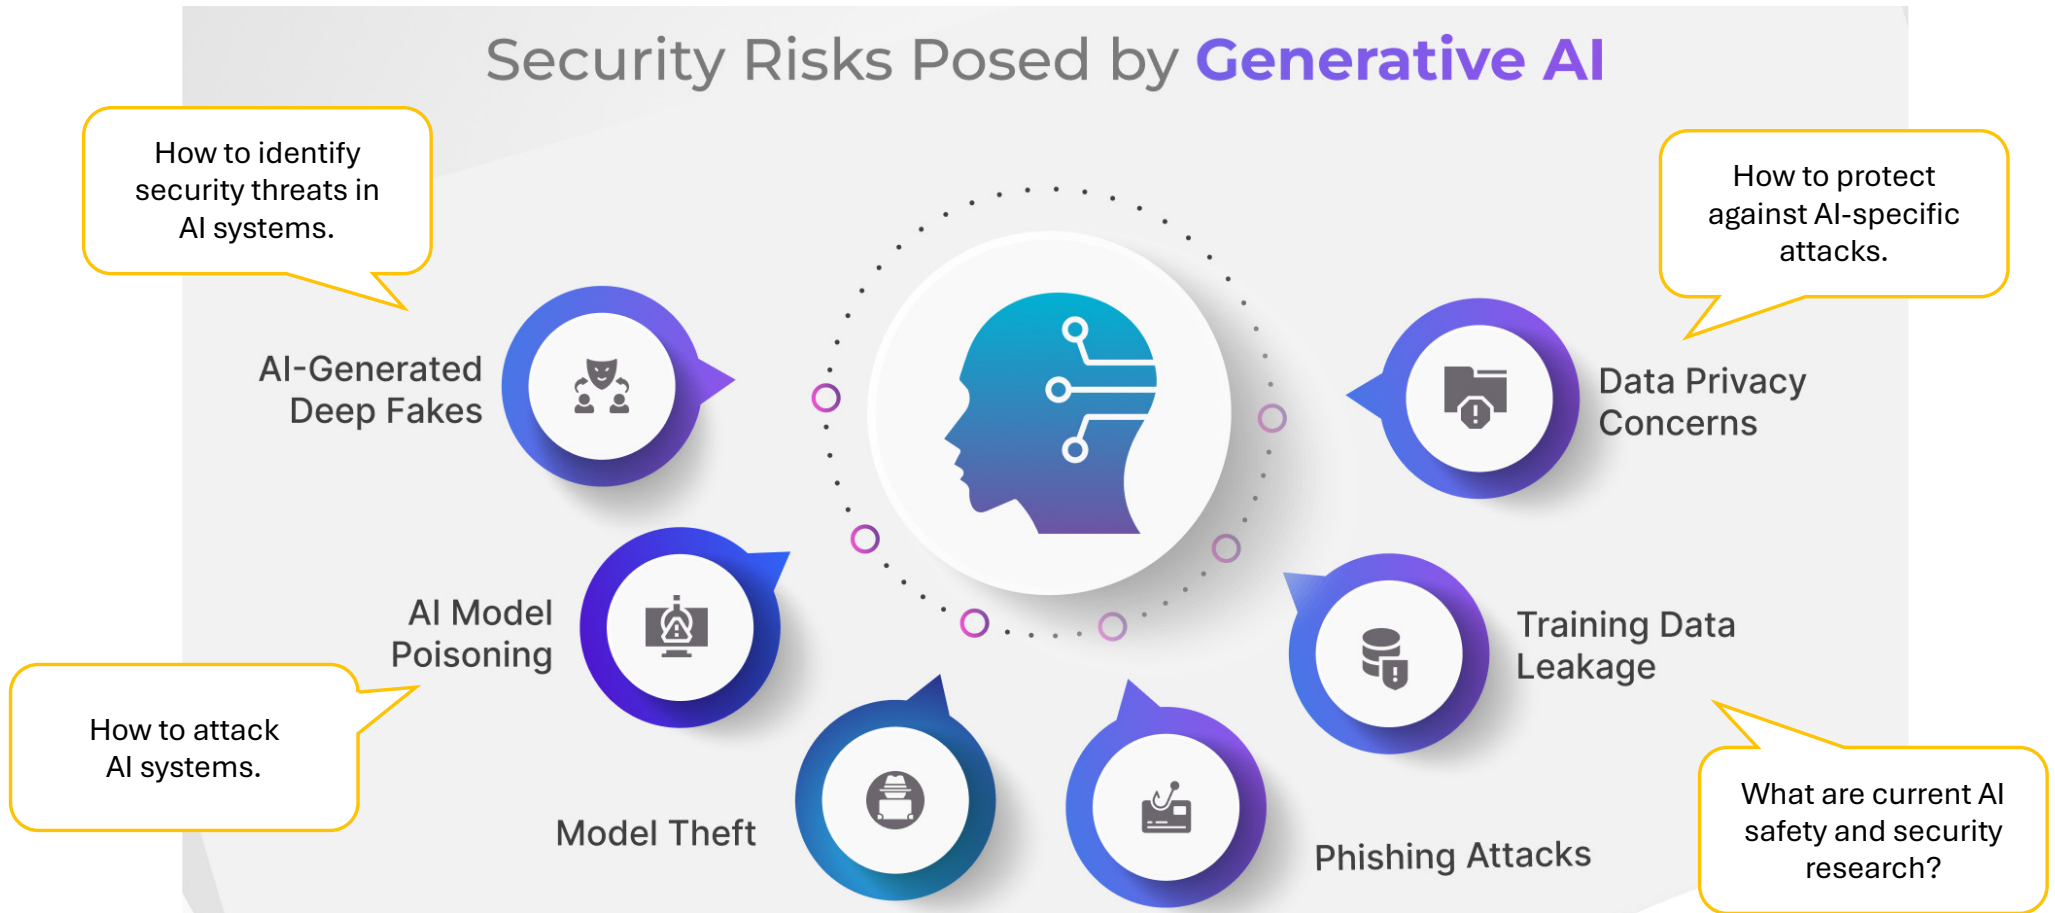 Security Risks Posed by Generative AI
How to identify
security threats in
AI systems.
How to protect
against AI-specific
attacks.
AI-Generated
Deep Fakes
Data Privacy
Concerns
AI Model
Poisoning
Training Data
Leakage
How to attack
AI systems.
Model Theft
Phishing Attacks
What are current AI
safety and security
research?